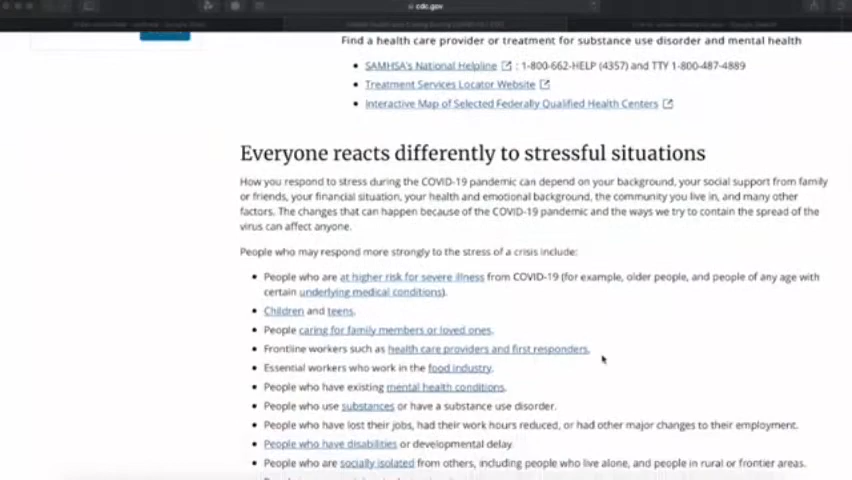 cdc.gov
Find a health care provider or treatment for substance use disorder and mental health
SAMHSA's National Helpline : 1-800-662-HELP (4357) and TTY 1-800-487-4889
Treatment Services Locator Website
Interactive Map of Selected Federally Qualified Health Centers
Everyone reacts differently to stressful situations
How you respond to stress during the COVID-19 pandemic can depend on your background, your social support from family
or friends, your financial situation, your health and emotional background, the community you live in, and many other
factors. The changes that can happen because of the COVID-19 pandemic and the ways we try to contain the spread of the
virus can affect anyone.
People who may respond more strongly to the stress of a crisis include:
People who are at higher risk for severe illness from COVID-19 (for example, older people, and people of any age with
certain underlying medical conditions).
Children and teens.
People caring for family members or loved ones.
Frontline workers such as health care providers and first responders.
Essential workers who work in the food industry.
People who have existing mental health conditions.
People who use substances or have a substance use disorder.
People who have lost their jobs, had their work hours reduced, or had other major changes to their employment.
People who have disabilities or developmental delay
People who are socially isolated from others, including people who live alone, and people in rural or frontier areas.